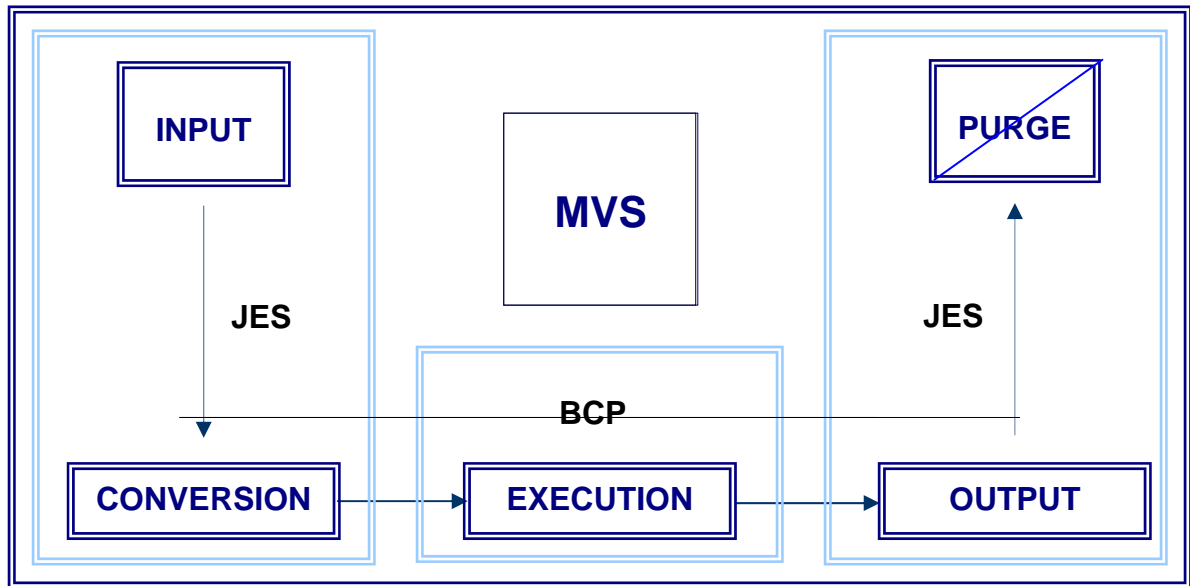 INPUT
PURGE
MVS
JES
JES
BCP
CONVERSION
EXECUTION
OUTPUT